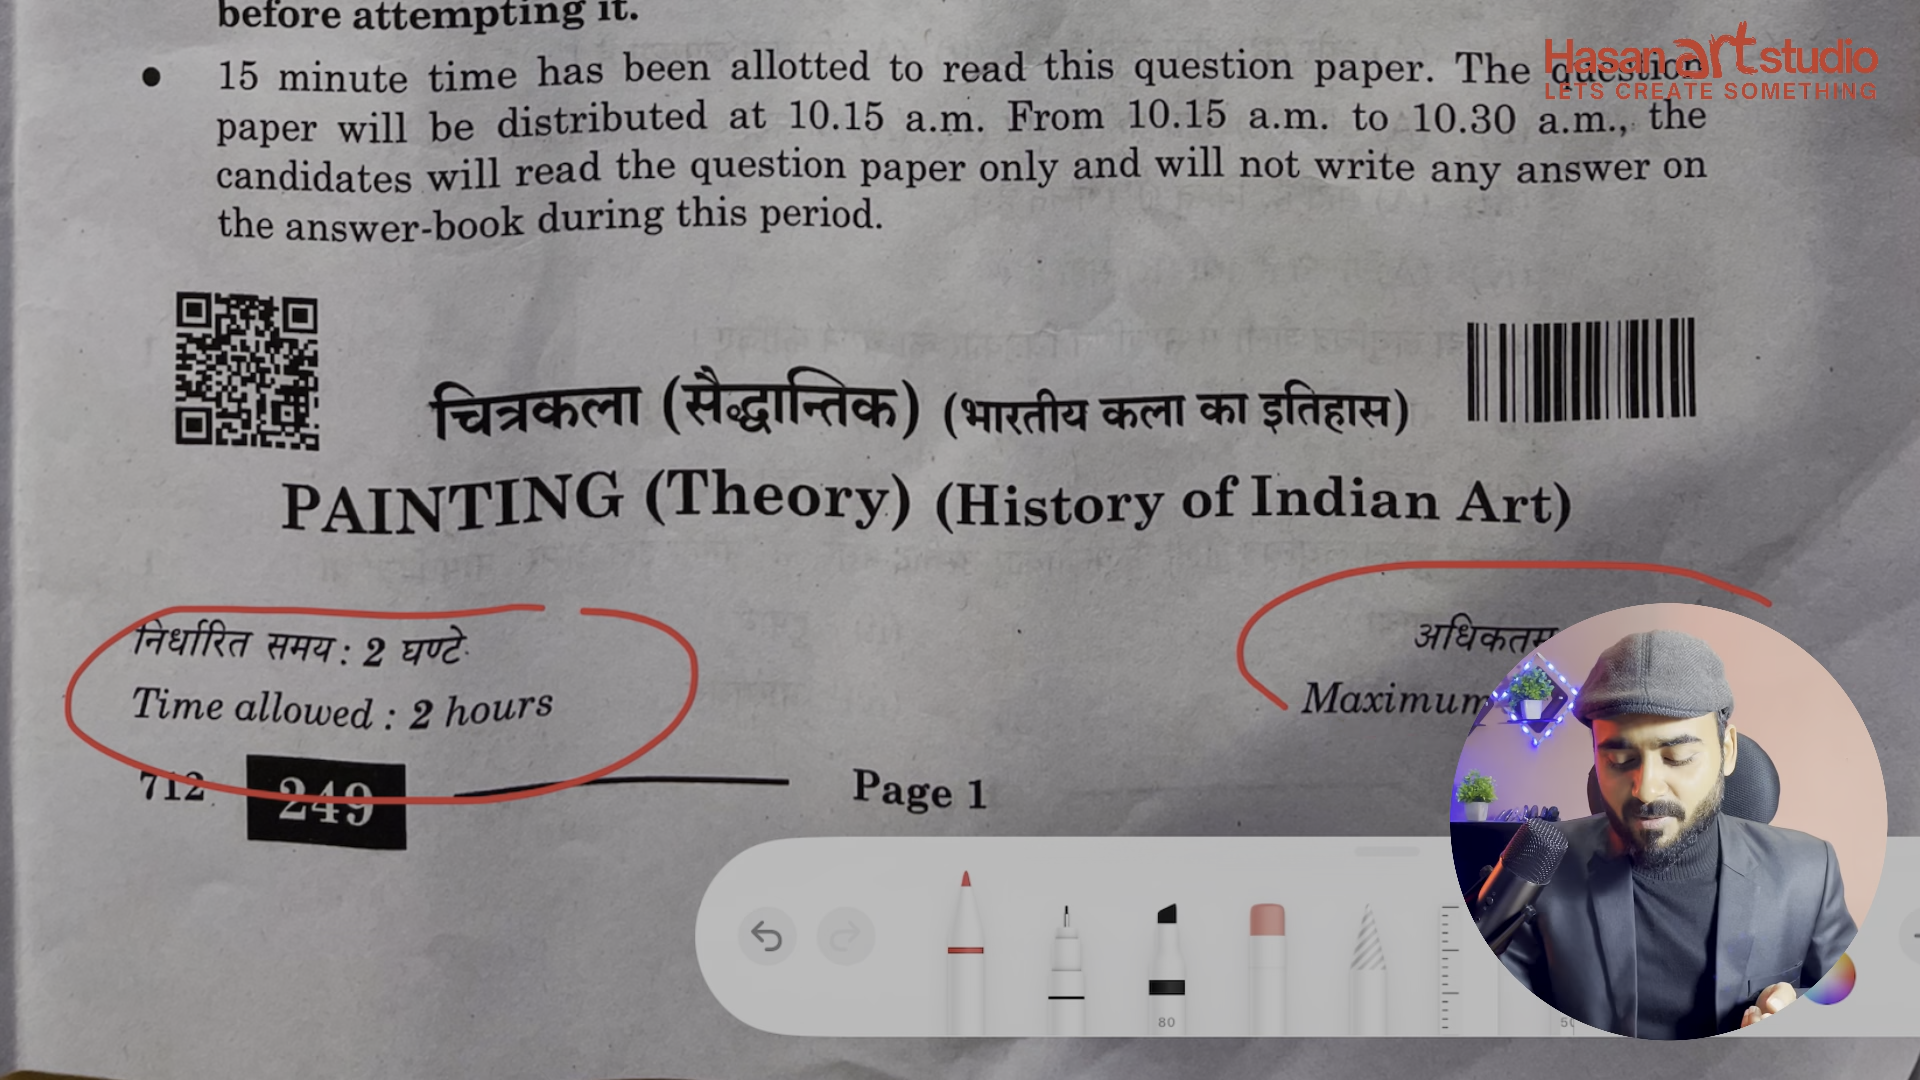 before attempting it.
● 15 minute time has been allotted to read this question paper. The question
paper will be distributed at 10.15 a.m. From 10.15 a.m. to 10.30 a.m., the
candidates will read the question paper only and will not write any answer on
the answer-book during this period.
Hasan art studio
LETS CREATE SOMETHING
चित्रकला (सैद्धान्तिक) (भारतीय कला का इतिहास)
PAINTING (Theory) (History of Indian Art)
निर्धारित समय : 2 घण्टे
अधिकतम
Time allowed : 2 hours
Maximum
712
249
Page 1
80